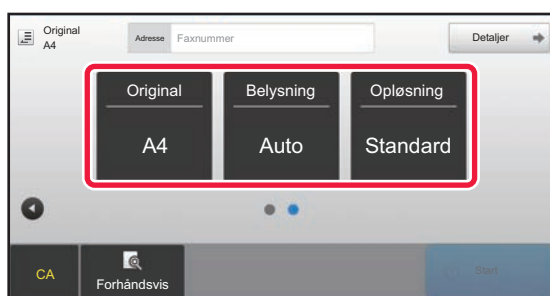 Original
A4
Adresse Faxnummer
Detaljer
Original Belysning Opløsning
A4 Auto Standard
CA
Forhåndsvis
Start